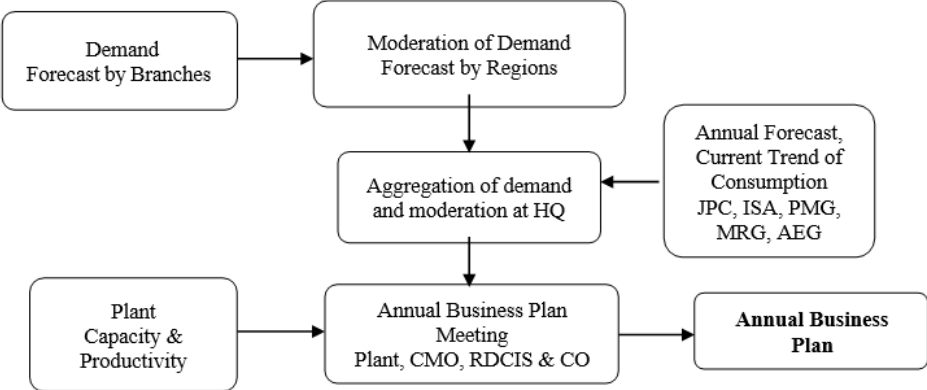 Demand
Forecast by Branches
Moderation of Demand
Forecast by Regions
Annual Forecast,
Current Trend of
Consumption
JPC, ISA, PMG,
MRG, AEG
Aggregation of demand
and moderation at HQ
Plant
Capacity &
Productivity
Annual Business Plan
Meeting
Plant, CMO, RDCIS & CO
Annual Business
Plan